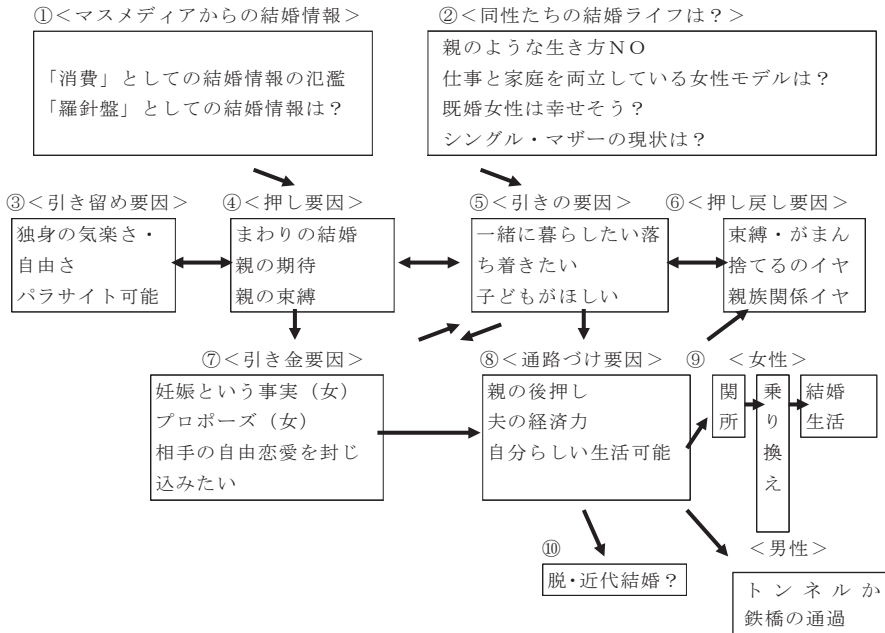 ①＜マスメディアからの結婚情報＞
「消費」としての結婚情報の氾濫
「羅針盤」としての結婚情報は？
②＜同性たちの結婚ライフは？＞
親のような生き方ＮＯ
仕事と家庭を両立している女性モデルは？
既婚女性は幸せそう？
シングル・マザーの現状は？
③＜引き留め要因＞
独身の気楽さ・
自由さ
パラサイト可能
④＜押し要因＞
まわりの結婚
親の期待
親の束縛
⑤＜引きの要因＞
一緒に暮らしたい落
ち着きたい
子どもがほしい
⑥＜押し戻し要因＞
束縛・がまん
捨てるのイヤ
親族関係イヤ
⑦＜引き金要因＞
妊娠という事実（女）
プロポーズ（女）
相手の自由恋愛を封じ
込みたい
⑧＜通路づけ要因＞
親の後押し
夫の経済力
自分らしい生活可能
⑨　＜女性＞
関所
乗り換え
結婚
生活
⑩
脱・近代結婚？
＜男性＞
トンネルか
鉄橋の通過